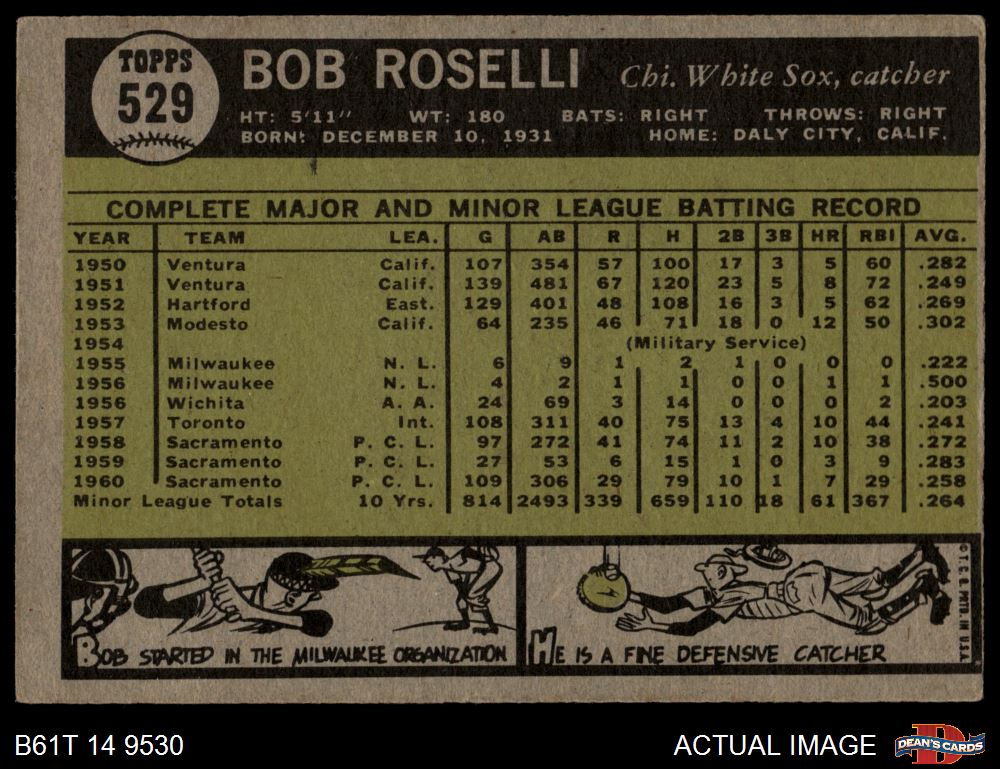 TOPPS
529
BOB ROSELLI Chi. White Sox, catcher
HT: 5'11" WT: 180 BATS: RIGHT THROWS: RIGHT
BORN: DECEMBER 10, 1931 HOME: DALY CITY, CALIF.
COMPLETE MAJOR AND MINOR LEAGUE BATTING RECORD
YEAR TEAM LEA. G AB R H 2B 3B HR RBI AVG.
1950 Ventura Calif. 107 354 57 100 17 3 5 60 .282
1951 Ventura Calif. 139 481 67 120 23 5 8 72 .249
1952 Hartford East. 129 401 48 108 16 3 5 62 .269
1953 Modesto Calif. 64 235 46 71 18 0 12 50 .302
1954 (Military Service)
1955 Milwaukee N. L. 6 9 1 2 1 0 0 0 .222
1956 Milwaukee N. L. 4 2 1 1 0 0 1 1 .500
1956 Wichita A. A. 24 69 3 14 0 0 0 2 .203
1957 Toronto Int. 108 311 40 75 13 4 10 44 .241
1958 Sacramento P. C. L. 97 272 41 74 11 2 10 38 .272
1959 Sacramento P. C. L. 27 53 6 15 1 0 3 9 .283
1960 Sacramento P. C. L. 109 306 29 79 10 1 7 29 .258
Minor League Totals 10 Yrs. 814 2493 339 659 110 18 61 367 .264
BOB STARTED IN THE MILWAUKEE ORGANIZATION
HE IS A FINE DEFENSIVE CATCHER
© T. C. G. PRTD. IN U.S.A.
B61T 14 9530
ACTUAL IMAGE
D
DEAN'S CARDS